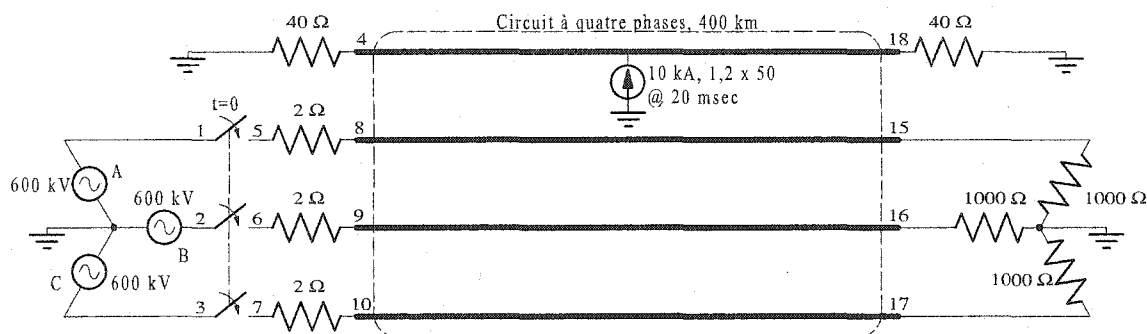 Circuit à quatre phases, 400 km
40 Ω
4
18
40 Ω
10 kA, 1,2 x 50
@ 20 msec
t=0
1
5
2 Ω
8
15
A
600 kV
600 kV
2
6
2 Ω
9
16
1000 Ω
1000 Ω
B
C
600 kV
1000 Ω
3
7
2 Ω
10
17